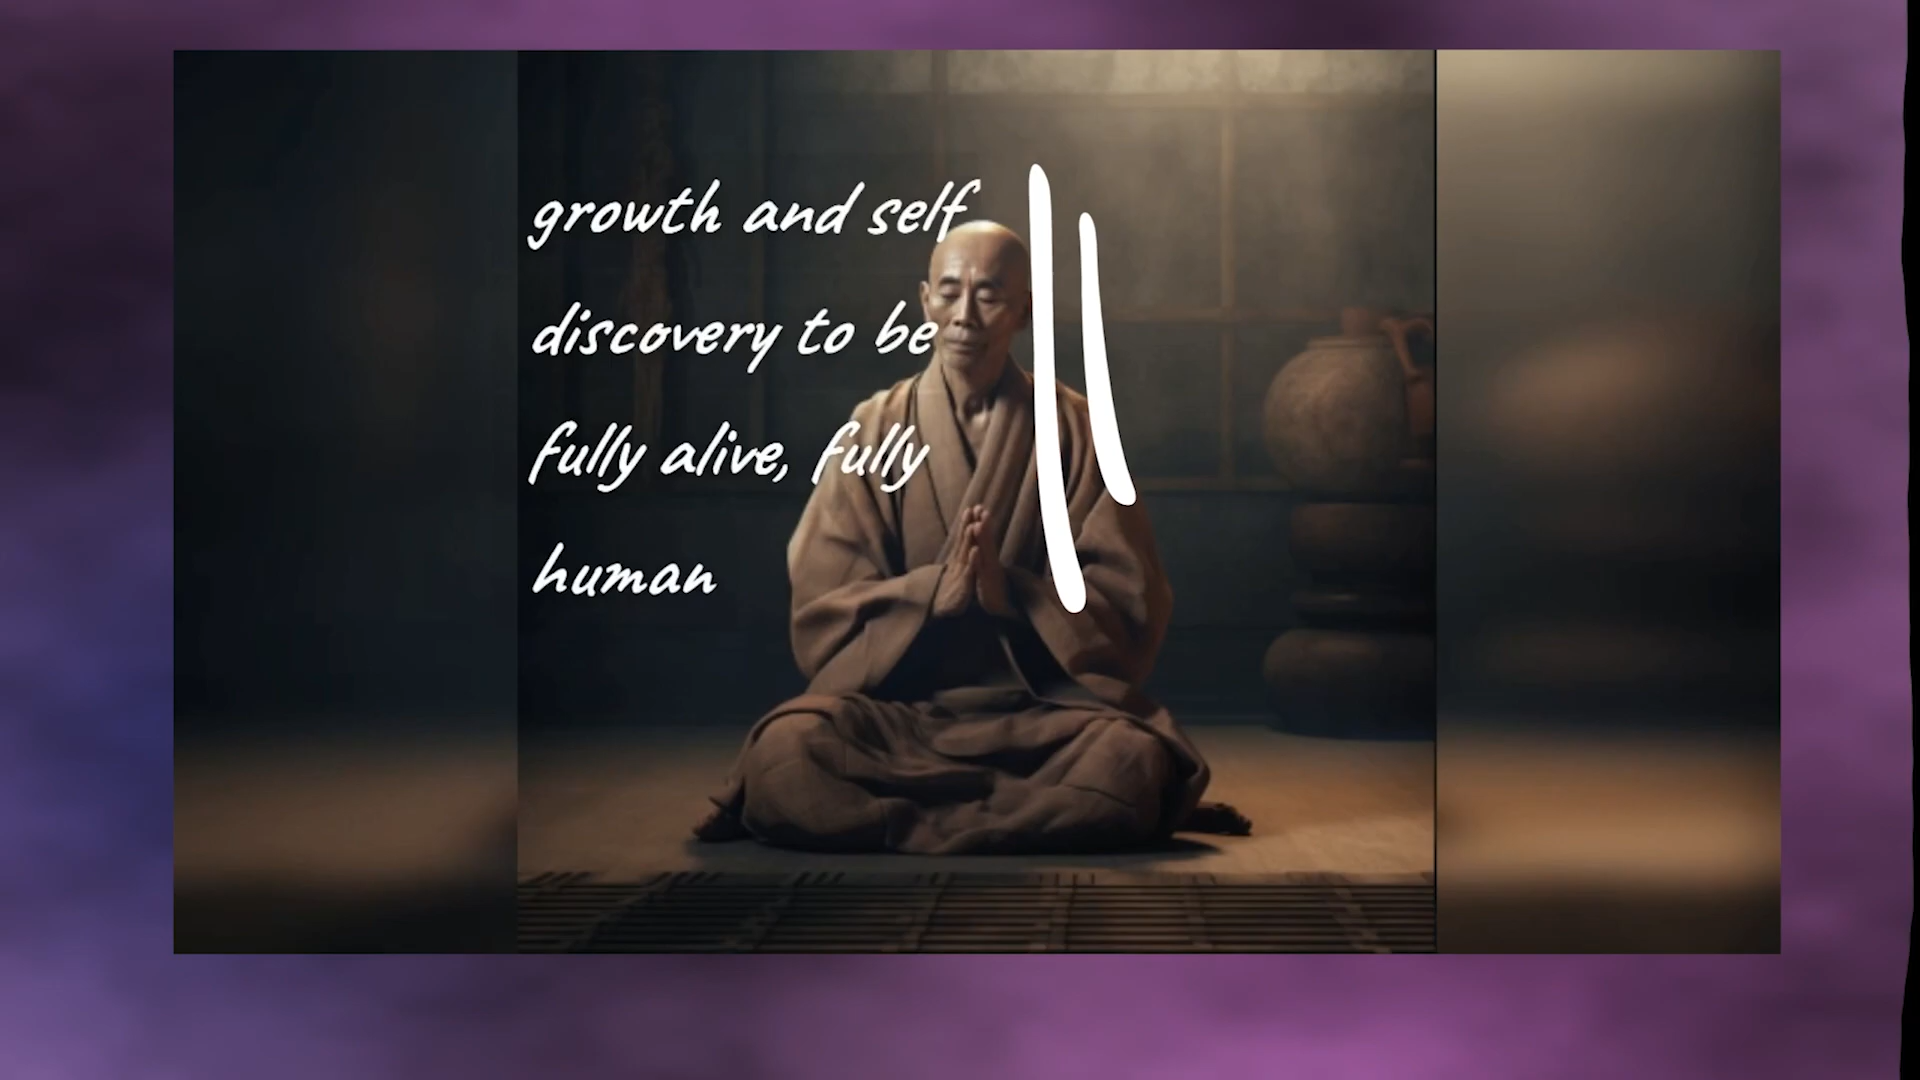 growth and self
discovery to be
fully alive, fully
human